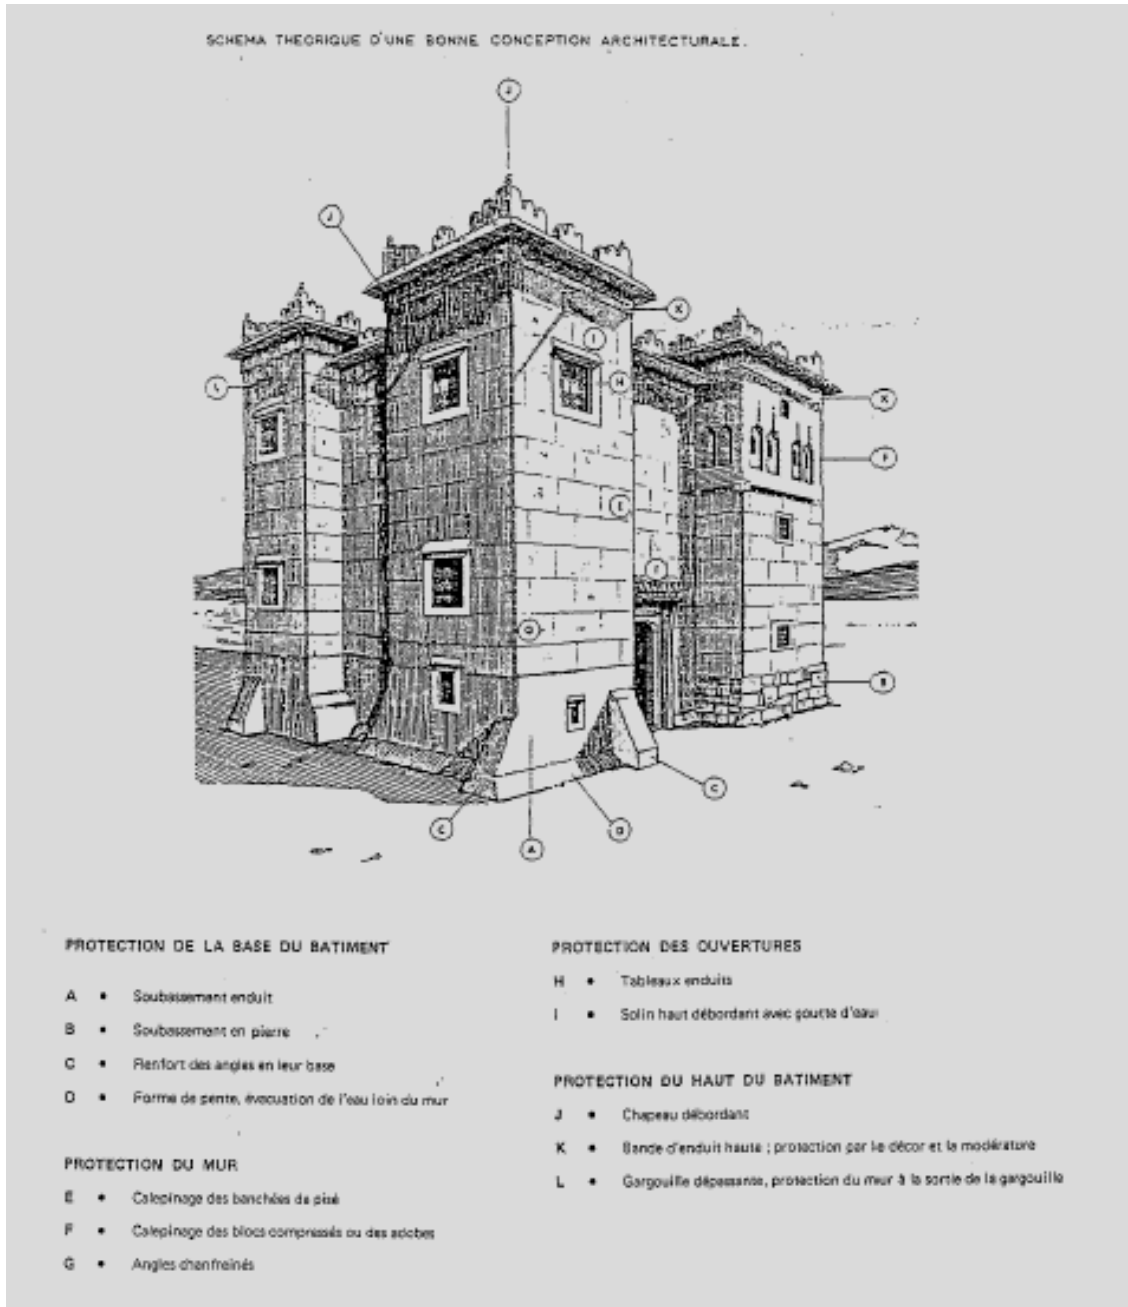 SCHEMA THEORIQUE D'UNE BONNE CONCEPTION ARCHITECTURALE.
J
J
K
I
L
H
K
F
E
I
G
B
C
C
D
A
PROTECTION DE LA BASE DU BATIMENT
A • Soubassement enduit
B • Soubassement en pierre
C • Renfort des angles en leur base
D • Forme de pente, évacuation de l'eau loin du mur
PROTECTION DU MUR
E • Calepinage des banchées de pisé
F • Calepinage des blocs compressés ou des adobes
G • Angles chanfreinés
PROTECTION DES OUVERTURES
H • Tableaux enduits
I • Solin haut débordant avec goutte d'eau
PROTECTION DU HAUT DU BATIMENT
J • Chapeau débordant
K • Bande d'enduit haute ; protection par le décor et la modérature
L • Gargouille dépassante, protection du mur à la sortie de la gargouille